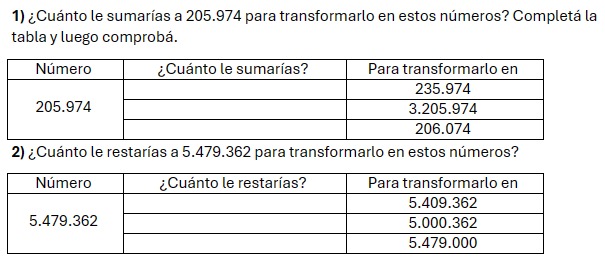 1) ¿Cuánto le sumarías a 205.974 para transformarlo en estos números? Completá la
tabla y luego comprobá.
Número ¿Cuánto le sumarías? Para transformarlo en
235.974
205.974 3.205.974
206.074
2) ¿Cuánto le restarías a 5.479.362 para transformarlo en estos números?
Número ¿Cuánto le restarías? Para transformarlo en
5.409.362
5.479.362 5.000.362
5.479.000